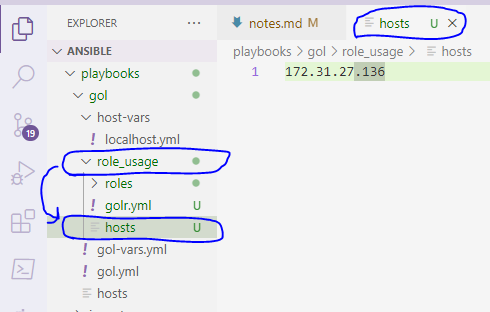 EXPLORER
ANSIBLE
playbooks
gol
host-vars
! localhost.yml
role_usage
roles
! golr.yml U
hosts U
! gol-vars.yml
! gol.yml
hosts
19
notes.md M
hosts U
playbooks > gol > role_usage > hosts
1 172.31.27.136